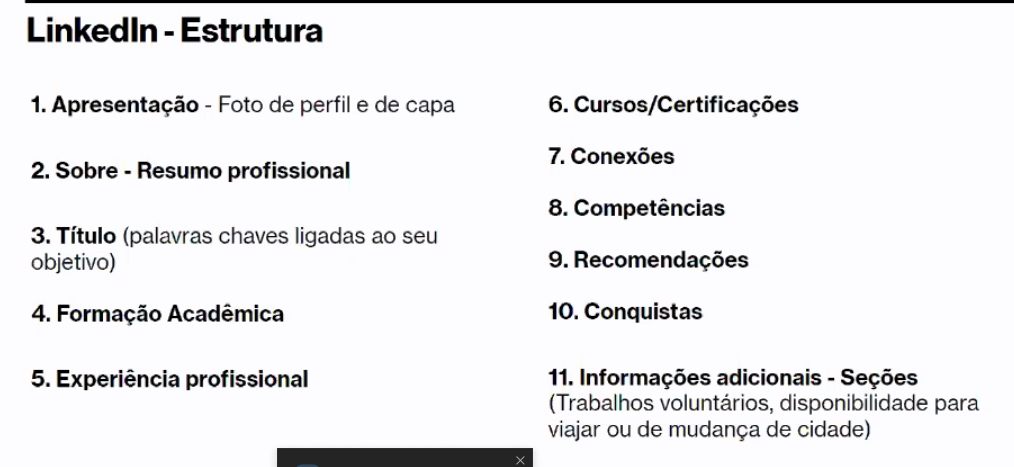 LinkedIn - Estrutura
1. Apresentação - Foto de perfil e de capa
2. Sobre - Resumo profissional
3. Título (palavras chaves ligadas ao seu
objetivo)
4. Formação Acadêmica
5. Experiência profissional
6. Cursos/Certificações
7. Conexões
8. Competências
9. Recomendações
10. Conquistas
11. Informações adicionais - Seções
(Trabalhos voluntários, disponibilidade para
viajar ou de mudança de cidade)